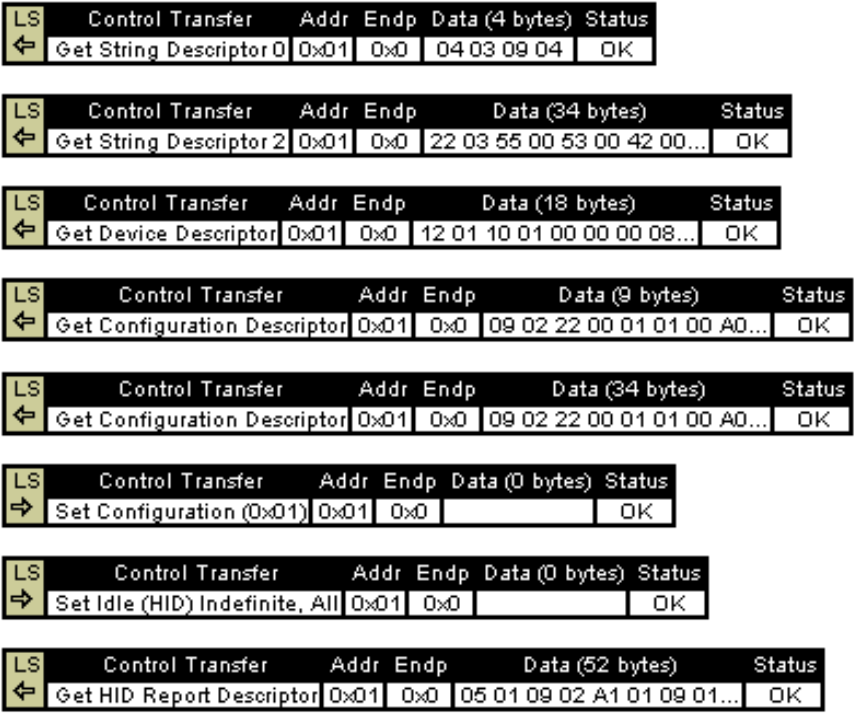 LS Control Transfer Addr Endp Data (4 bytes) Status
Get String Descriptor 0 0x01 0x0 04 03 09 04 OK
LS Control Transfer Addr Endp Data (34 bytes) Status
Get String Descriptor 2 0x01 0x0 22 03 55 00 53 00 42 00... OK
LS Control Transfer Addr Endp Data (18 bytes) Status
Get Device Descriptor 0x01 0x0 12 01 10 01 00 00 00 08... OK
LS Control Transfer Addr Endp Data (9 bytes) Status
Get Configuration Descriptor 0x01 0x0 09 02 22 00 01 01 00 A0... OK
LS Control Transfer Addr Endp Data (34 bytes) Status
Get Configuration Descriptor 0x01 0x0 09 02 22 00 01 01 00 A0... OK
LS Control Transfer Addr Endp Data (0 bytes) Status
Set Configuration (0x01) 0x01 0x0 OK
LS Control Transfer Addr Endp Data (0 bytes) Status
Set Idle (HID) Indefinite, All 0x01 0x0 OK
LS Control Transfer Addr Endp Data (52 bytes) Status
Get HID Report Descriptor 0x01 0x0 05 01 09 02 A1 01 09 01... OK